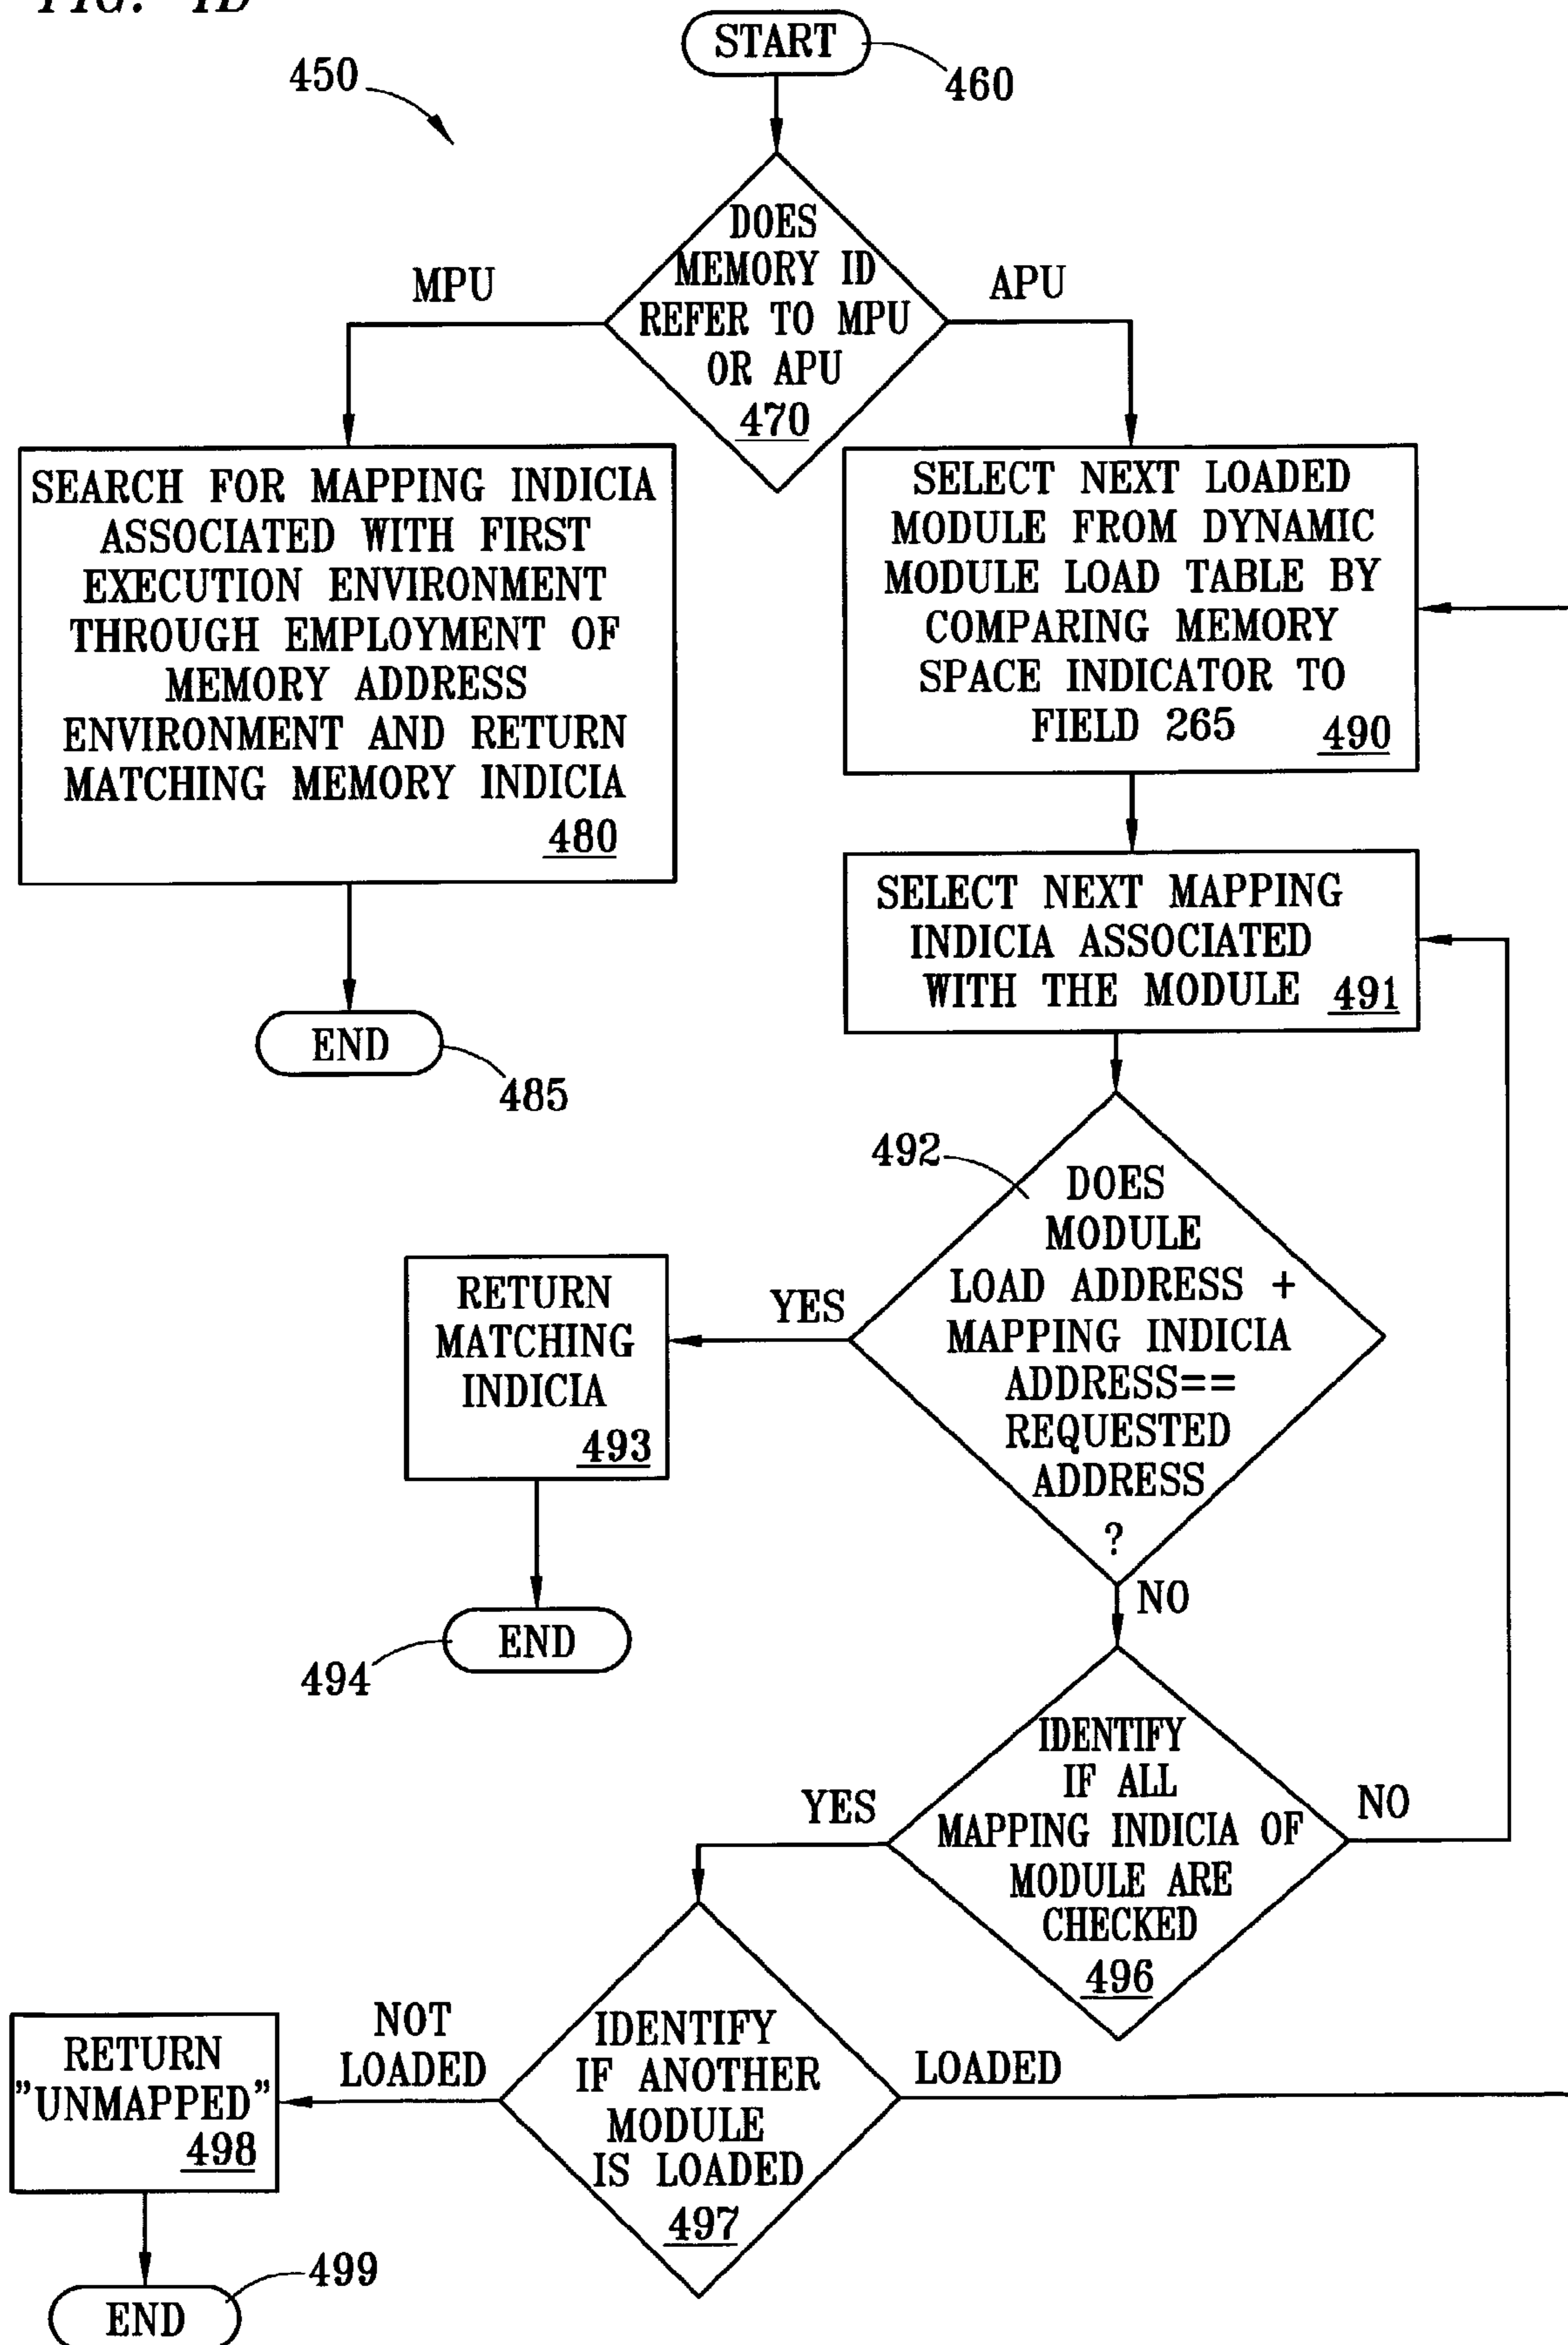 START
450
460
DOES
MEMORY ID
REFER TO MPU
OR APU
470
MPU
APU
SEARCH FOR MAPPING INDICIA
ASSOCIATED WITH FIRST
EXECUTION ENVIRONMENT
THROUGH EMPLOYMENT OF
MEMORY ADDRESS
ENVIRONMENT AND RETURN
MATCHING MEMORY INDICIA
480
END
485
SELECT NEXT LOADED
MODULE FROM DYNAMIC
MODULE LOAD TABLE BY
COMPARING MEMORY
SPACE INDICATOR TO
FIELD 265
490
SELECT NEXT MAPPING
INDICIA ASSOCIATED
WITH THE MODULE
491
492
DOES
MODULE
LOAD ADDRESS +
MAPPING INDICIA
ADDRESS==
REQUESTED
ADDRESS
?
YES
RETURN
MATCHING
INDICIA
493
END
494
NO
IDENTIFY
IF ALL
MAPPING INDICIA OF
MODULE ARE
CHECKED
496
YES
NO
IDENTIFY
IF ANOTHER
MODULE
IS LOADED
497
NOT
LOADED
LOADED
RETURN
"UNMAPPED"
498
END
499